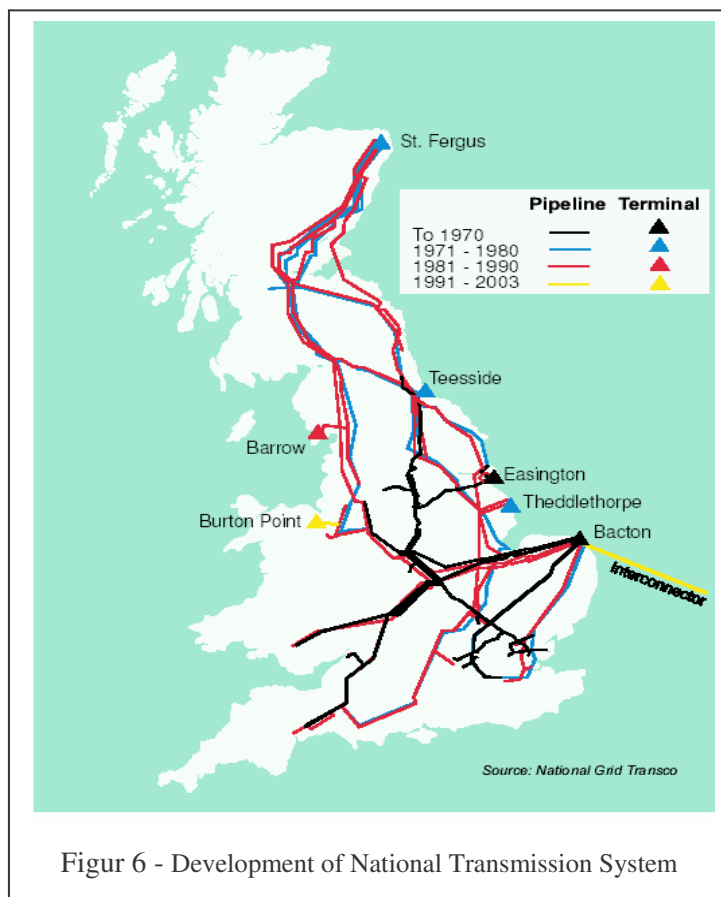 St. Fergus
Pipeline Terminal
To 1970
1971 - 1980
1981 - 1990
1991 - 2003
Teesside
Barrow
Easington
Theddlethorpe
Burton Point
Bacton
Interconnector
Source: National Grid Transco
Figur 6 - Development of National Transmission System